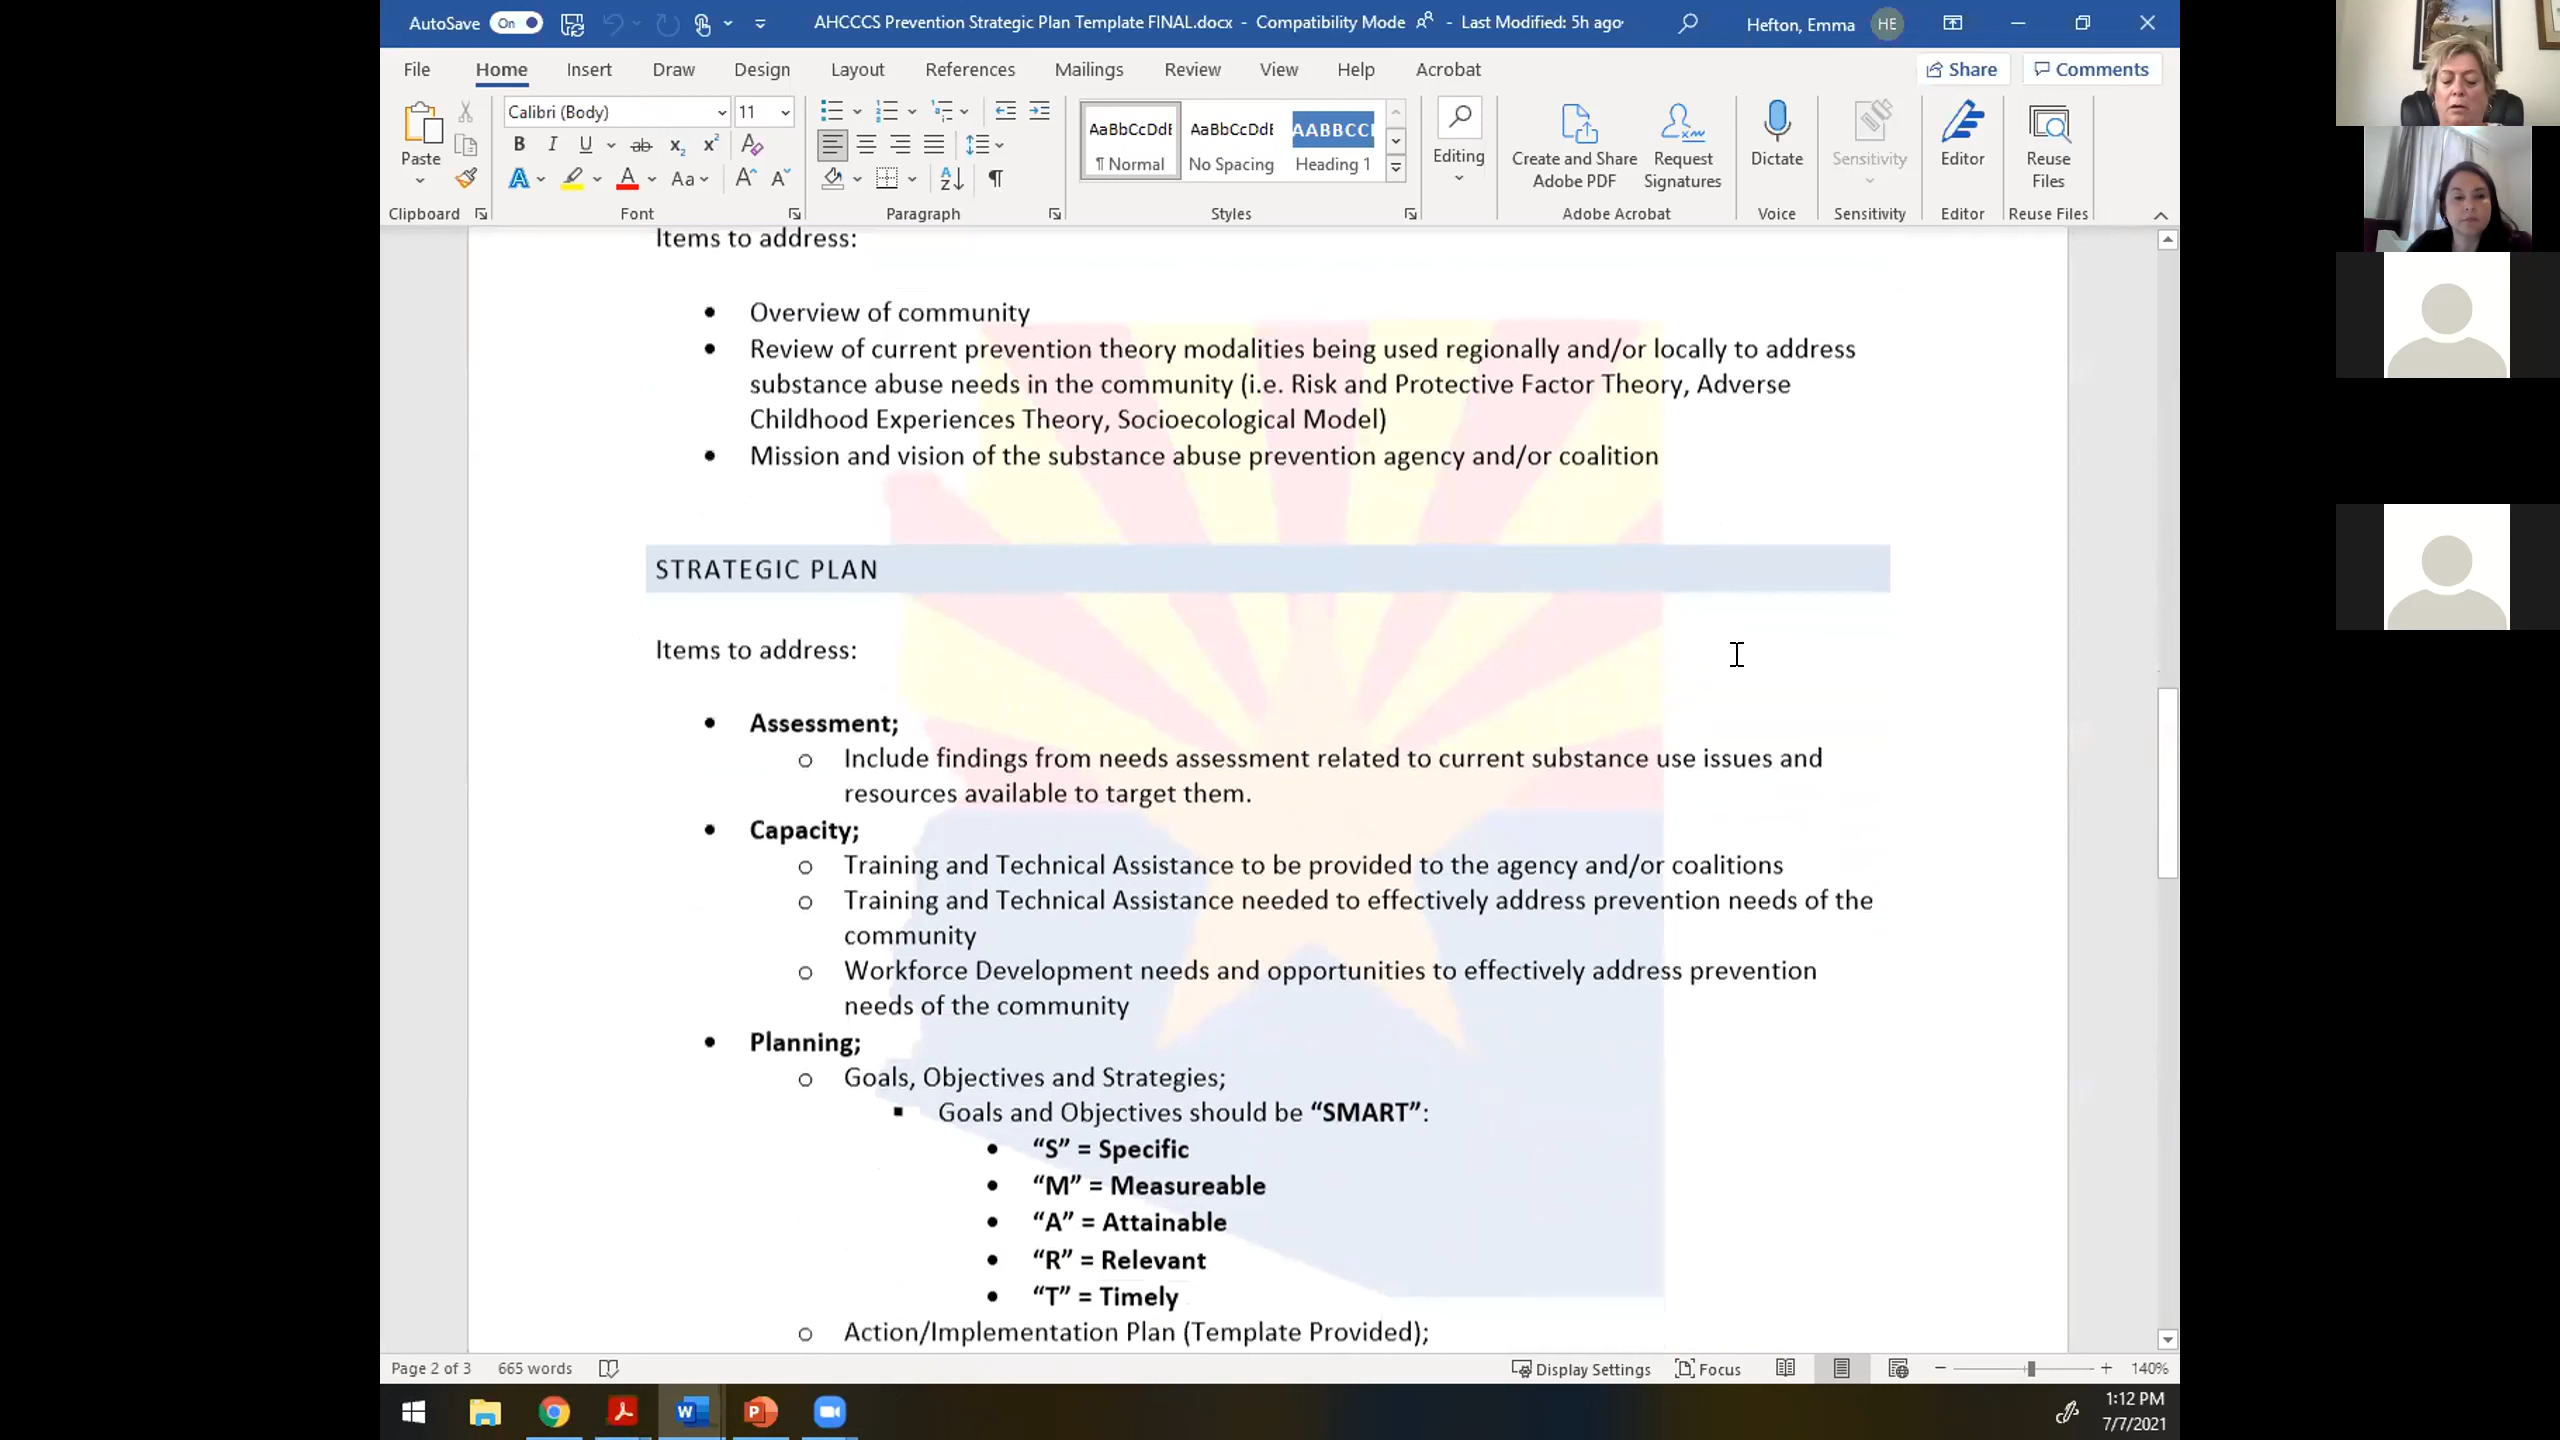 AutoSave On AHCCCS Prevention Strategic Plan Template FINAL.docx - Compatibility Mode - Last Modified: 5h ago Hefton, Emma HE
File Home Insert Draw Design Layout References Mailings Review View Help Acrobat Share Comments
Paste
Calibri (Body) 11
B I U ab x₂ x² A
A A Aa A A
AaBbCcDdE AaBbCcDdE AABBCCI
¶ Normal No Spacing Heading 1
Editing
Create and Share Adobe PDF
Request Signatures
Dictate
Sensitivity
Editor
Reuse Files
Clipboard Font Paragraph Styles Adobe Acrobat Voice Sensitivity Editor Reuse Files
Items to address:
• Overview of community
• Review of current prevention theory modalities being used regionally and/or locally to address
substance abuse needs in the community (i.e. Risk and Protective Factor Theory, Adverse
Childhood Experiences Theory, Socioecological Model)
• Mission and vision of the substance abuse prevention agency and/or coalition
STRATEGIC PLAN
Items to address:
• Assessment;
o Include findings from needs assessment related to current substance use issues and
resources available to target them.
• Capacity;
o Training and Technical Assistance to be provided to the agency and/or coalitions
o Training and Technical Assistance needed to effectively address prevention needs of the
community
o Workforce Development needs and opportunities to effectively address prevention
needs of the community
• Planning;
o Goals, Objectives and Strategies;
▪ Goals and Objectives should be “SMART”:
• “S” = Specific
• “M” = Measureable
• “A” = Attainable
• “R” = Relevant
• “T” = Timely
o Action/Implementation Plan (Template Provided);
Page 2 of 3 665 words Display Settings Focus 140%
1:12 PM
7/7/2021